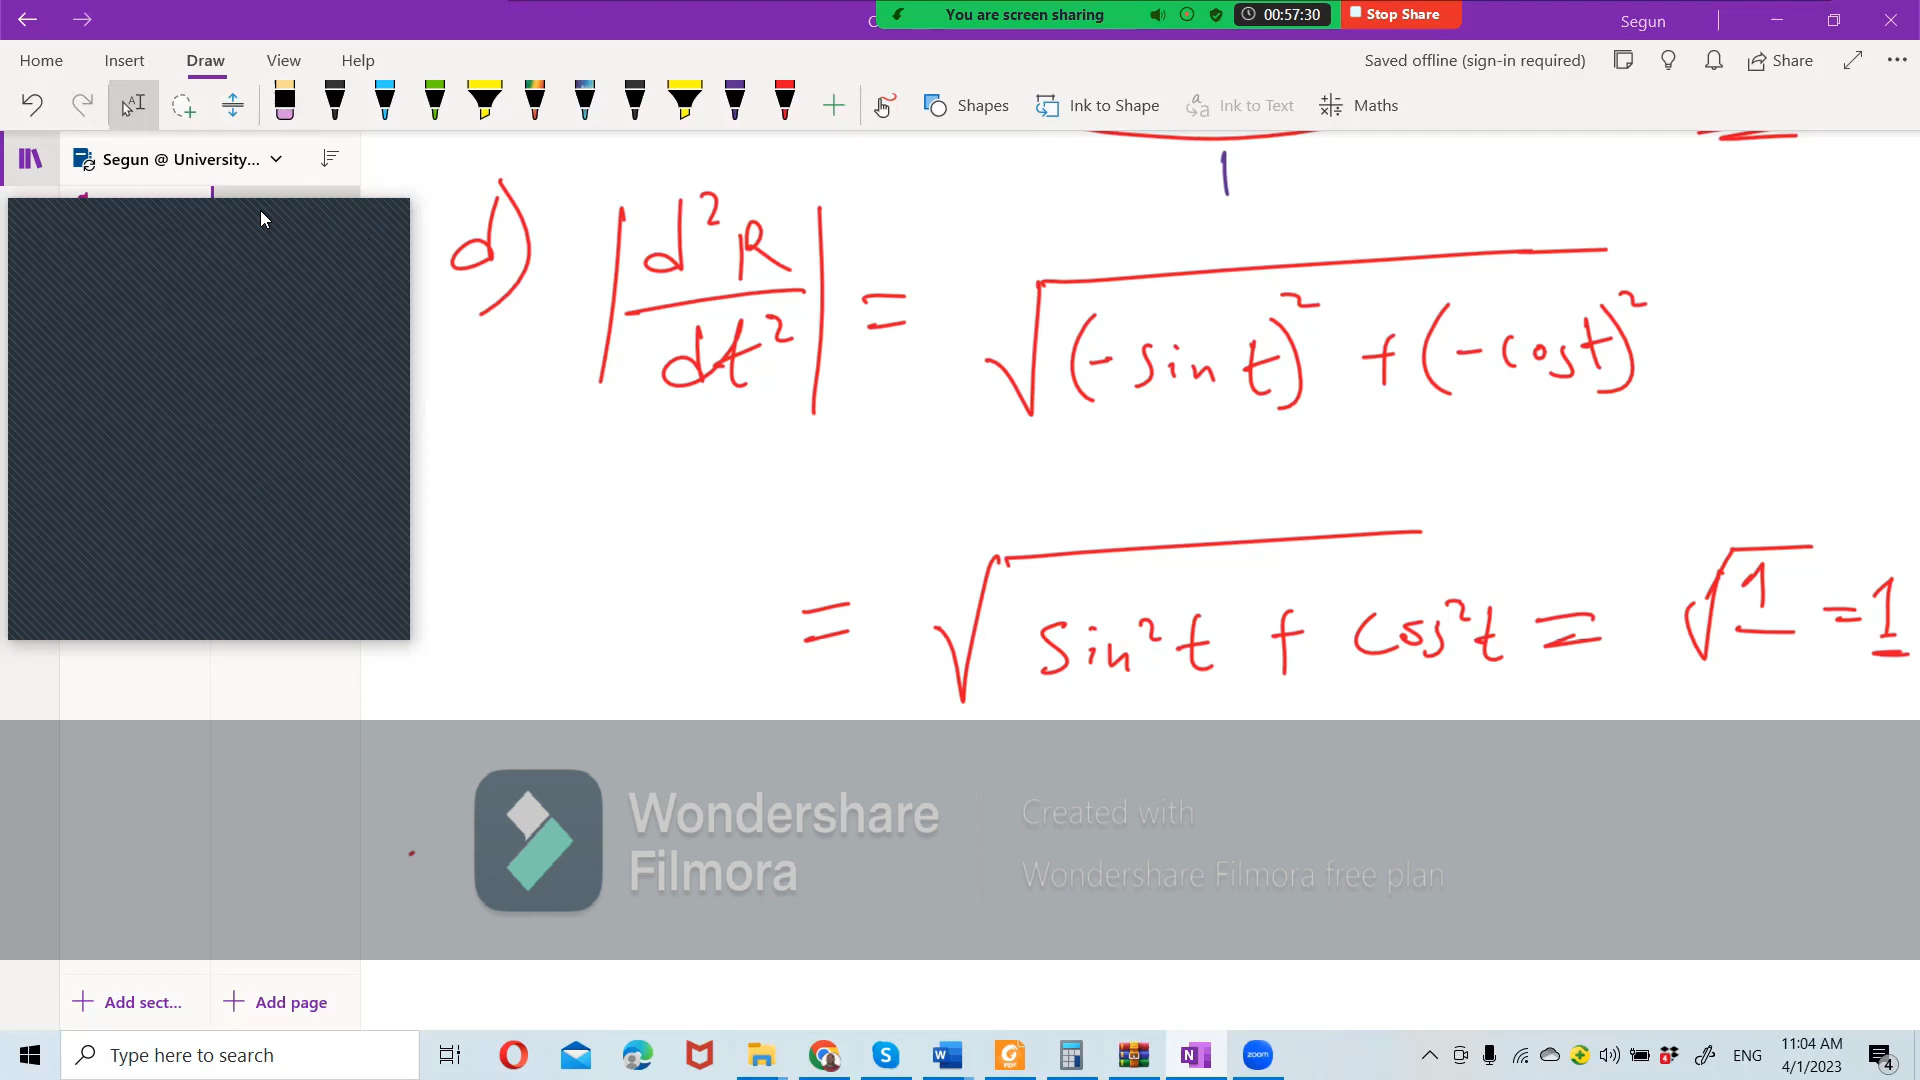 You are screen sharing 00:57:30 Stop Share
Segun
Home Insert Draw View Help
Saved offline (sign-in required) Share
Shapes Ink to Shape Ink to Text Maths
Segun @ University...
1
d) |d²R/dt²| = √((-sin t)² + (-cost)²)
= √(sin²t + cos²t) = √1 = 1
Wondershare
Filmora
Created with
Wondershare Filmora free plan
Add sect... Add page
Type here to search
ENG
11:04 AM
4/1/2023
4